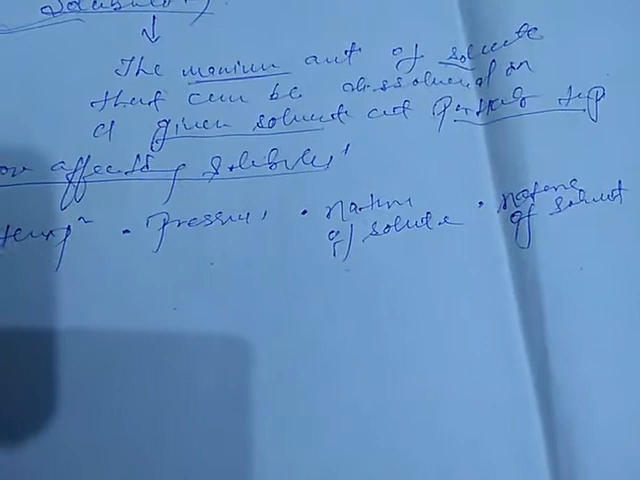 Solubility
The maximum amt of solute
that can be dissolved in
a given solvent at Particular temp
affecting solubility
temp · Pressure · nature · nature
of solute of solvent